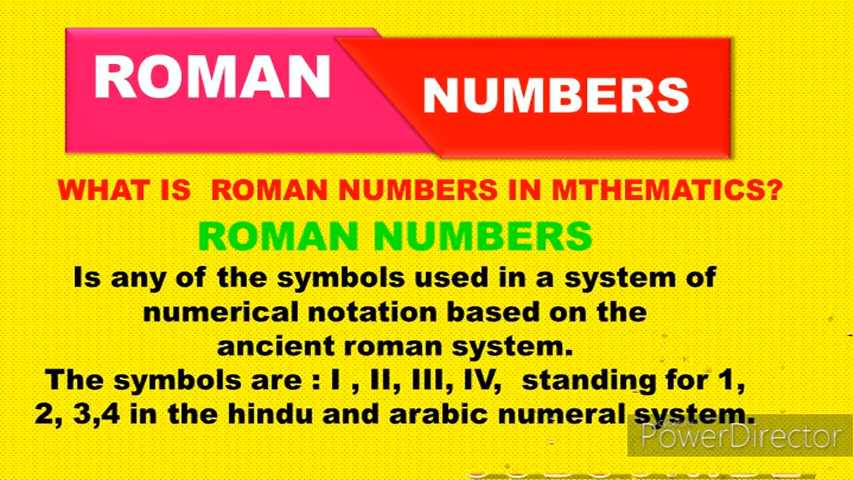 ROMAN
NUMBERS
WHAT IS ROMAN NUMBERS IN MTHEMATICS?
ROMAN NUMBERS
Is any of the symbols used in a system of
numerical notation based on the
ancient roman system.
The symbols are : I , II, III, IV, standing for 1,
2, 3,4 in the hindu and arabic numeral system.
PowerDirector